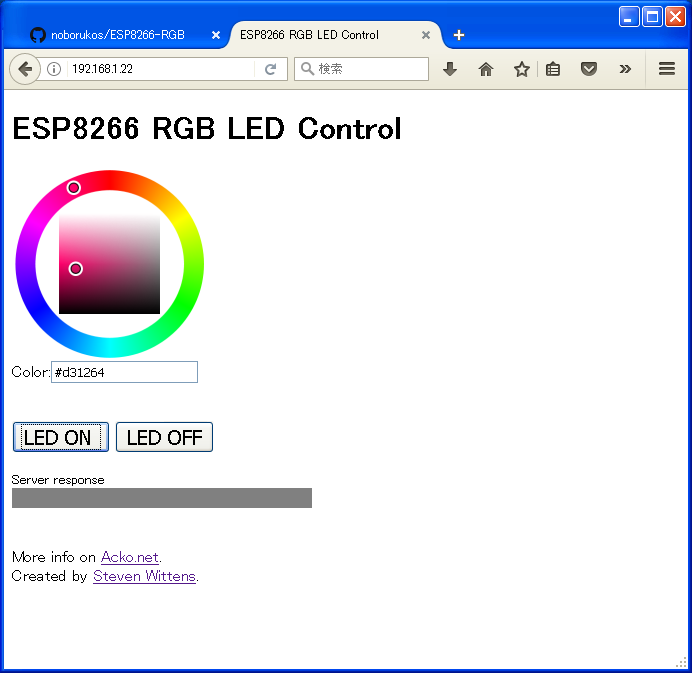 noborukos/ESP8266-RGB
ESP8266 RGB LED Control
192.168.1.22
検索
ESP8266 RGB LED Control
Color: #d31264
LED ON LED OFF
Server response
More info on Acko.net.
Created by Steven Wittens.